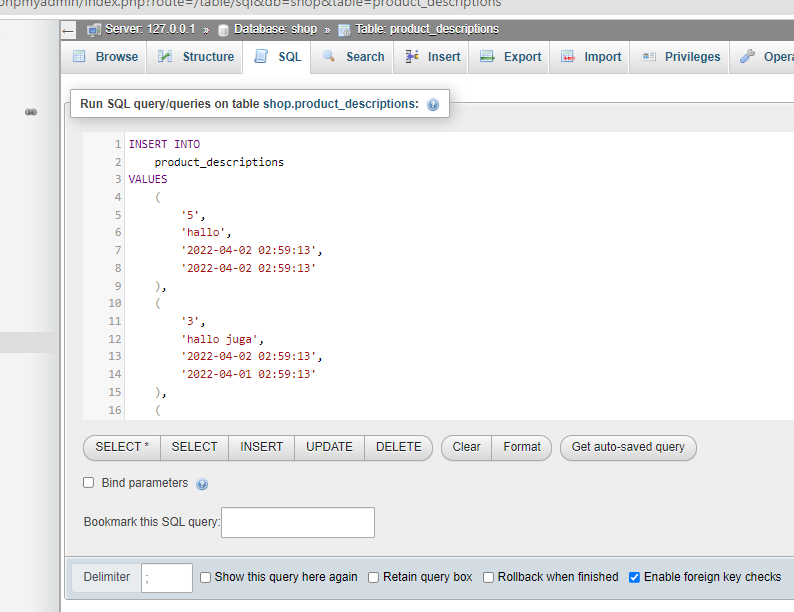 phpmyadmin/index.php?route=/table/sql&db=shop&table=product_descriptions
← Server: 127.0.0.1 » Database: shop » Table: product_descriptions
Browse Structure SQL Search Insert Export Import Privileges Opera
Run SQL query/queries on table shop.product_descriptions:
1 INSERT INTO
2 product_descriptions
3 VALUES
4 (
5 '5',
6 'hallo',
7 '2022-04-02 02:59:13',
8 '2022-04-02 02:59:13'
9 ),
10 (
11 '3',
12 'hallo juga',
13 '2022-04-02 02:59:13',
14 '2022-04-01 02:59:13'
15 ),
16 (
SELECT * SELECT INSERT UPDATE DELETE Clear Format Get auto-saved query
Bind parameters
Bookmark this SQL query:
Delimiter ; Show this query here again Retain query box Rollback when finished Enable foreign key checks